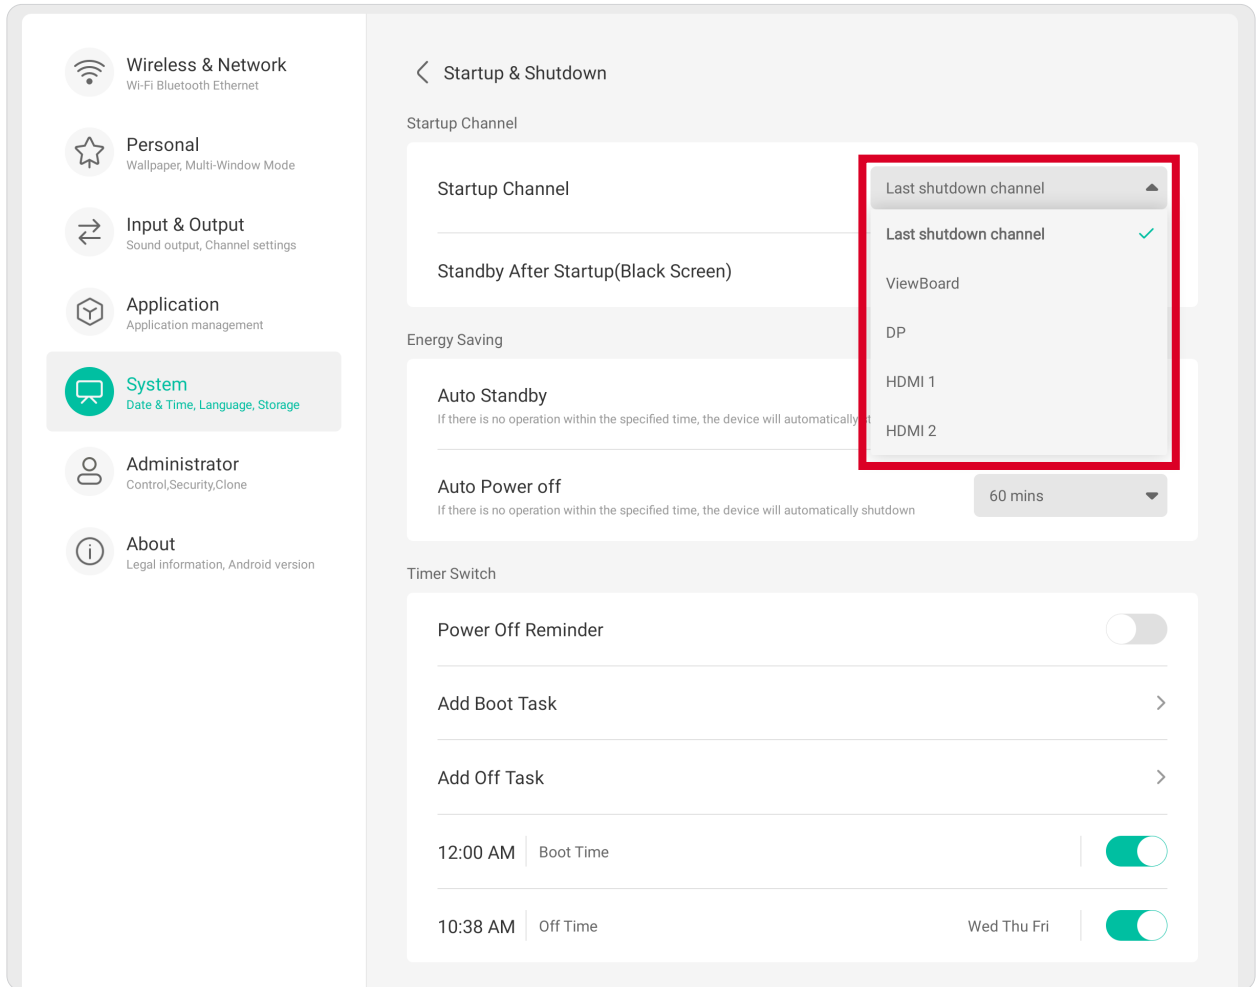 Wireless & Network
Wi-Fi Bluetooth Ethernet
Personal
Wallpaper, Multi-Window Mode
Input & Output
Sound output, Channel settings
Application
Application management
System
Date & Time, Language, Storage
Administrator
Control,Security,Clone
About
Legal information, Android version
Startup & Shutdown
Startup Channel
Startup Channel
Last shutdown channel
Last shutdown channel
ViewBoard
DP
HDMI 1
HDMI 2
Standby After Startup(Black Screen)
Energy Saving
Auto Standby
If there is no operation within the specified time, the device will automatically
Auto Power off
If there is no operation within the specified time, the device will automatically shutdown
60 mins
Timer Switch
Power Off Reminder
Add Boot Task
Add Off Task
12:00 AM Boot Time
10:38 AM Off Time Wed Thu Fri